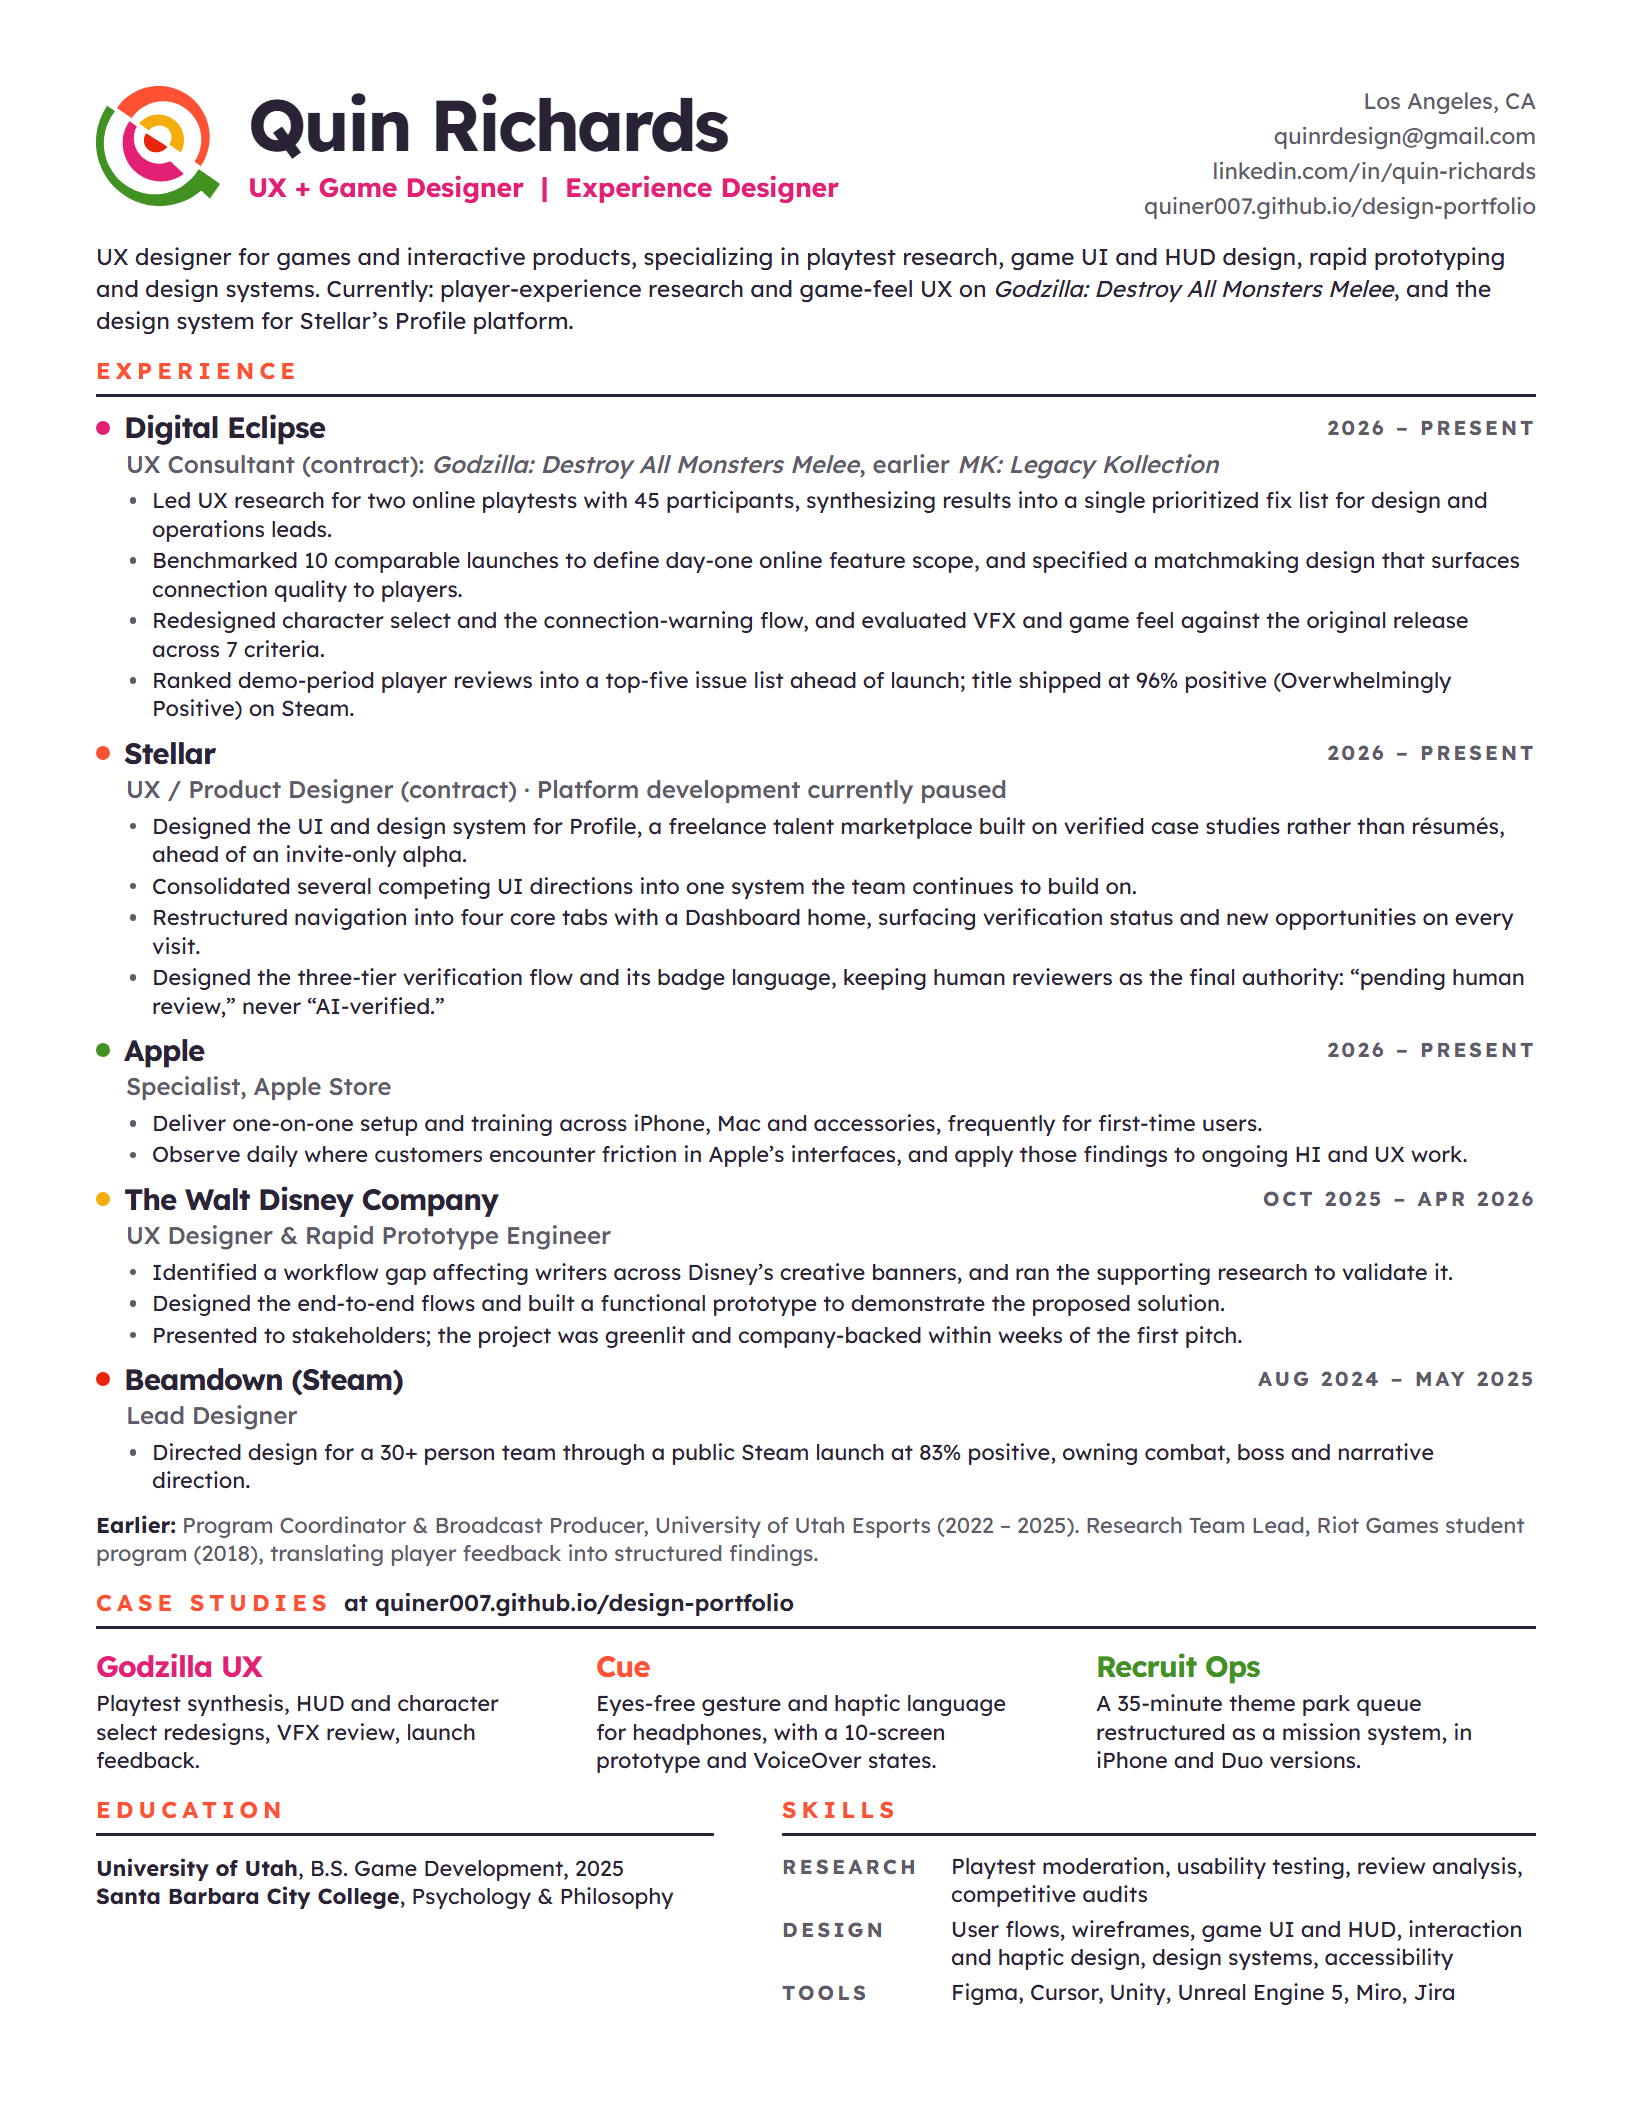 Quin Richards
UX + Game Designer | Experience Designer
Los Angeles, CA
quinrdesign@gmail.com
linkedin.com/in/quin-richards
quiner007.github.io/design-portfolio
UX designer for games and interactive products, specializing in playtest research, game UI and HUD design, rapid prototyping
and design systems. Currently: player-experience research and game-feel UX on Godzilla: Destroy All Monsters Melee, and the
design system for Stellar’s Profile platform.
EXPERIENCE
Digital Eclipse
2026 – PRESENT
UX Consultant (contract): Godzilla: Destroy All Monsters Melee, earlier MK: Legacy Kollection
• Led UX research for two online playtests with 45 participants, synthesizing results into a single prioritized fix list for design and
operations leads.
• Benchmarked 10 comparable launches to define day-one online feature scope, and specified a matchmaking design that surfaces
connection quality to players.
• Redesigned character select and the connection-warning flow, and evaluated VFX and game feel against the original release
across 7 criteria.
• Ranked demo-period player reviews into a top-five issue list ahead of launch; title shipped at 96% positive (Overwhelmingly
Positive) on Steam.
Stellar
2026 – PRESENT
UX / Product Designer (contract) · Platform development currently paused
• Designed the UI and design system for Profile, a freelance talent marketplace built on verified case studies rather than résumés,
ahead of an invite-only alpha.
• Consolidated several competing UI directions into one system the team continues to build on.
• Restructured navigation into four core tabs with a Dashboard home, surfacing verification status and new opportunities on every
visit.
• Designed the three-tier verification flow and its badge language, keeping human reviewers as the final authority: “pending human
review,” never “AI-verified.”
Apple
2026 – PRESENT
Specialist, Apple Store
• Deliver one-on-one setup and training across iPhone, Mac and accessories, frequently for first-time users.
• Observe daily where customers encounter friction in Apple’s interfaces, and apply those findings to ongoing HI and UX work.
The Walt Disney Company
OCT 2025 – APR 2026
UX Designer & Rapid Prototype Engineer
• Identified a workflow gap affecting writers across Disney’s creative banners, and ran the supporting research to validate it.
• Designed the end-to-end flows and built a functional prototype to demonstrate the proposed solution.
• Presented to stakeholders; the project was greenlit and company-backed within weeks of the first pitch.
Beamdown (Steam)
AUG 2024 – MAY 2025
Lead Designer
• Directed design for a 30+ person team through a public Steam launch at 83% positive, owning combat, boss and narrative
direction.
Earlier: Program Coordinator & Broadcast Producer, University of Utah Esports (2022 – 2025). Research Team Lead, Riot Games student
program (2018), translating player feedback into structured findings.
CASE STUDIES at quiner007.github.io/design-portfolio
Godzilla UX
Playtest synthesis, HUD and character
select redesigns, VFX review, launch
feedback.
Cue
Eyes-free gesture and haptic language
for headphones, with a 10-screen
prototype and VoiceOver states.
Recruit Ops
A 35-minute theme park queue
restructured as a mission system, in
iPhone and Duo versions.
EDUCATION
University of Utah, B.S. Game Development, 2025
Santa Barbara City College, Psychology & Philosophy
SKILLS
RESEARCH Playtest moderation, usability testing, review analysis,
competitive audits
DESIGN User flows, wireframes, game UI and HUD, interaction
and haptic design, design systems, accessibility
TOOLS Figma, Cursor, Unity, Unreal Engine 5, Miro, Jira